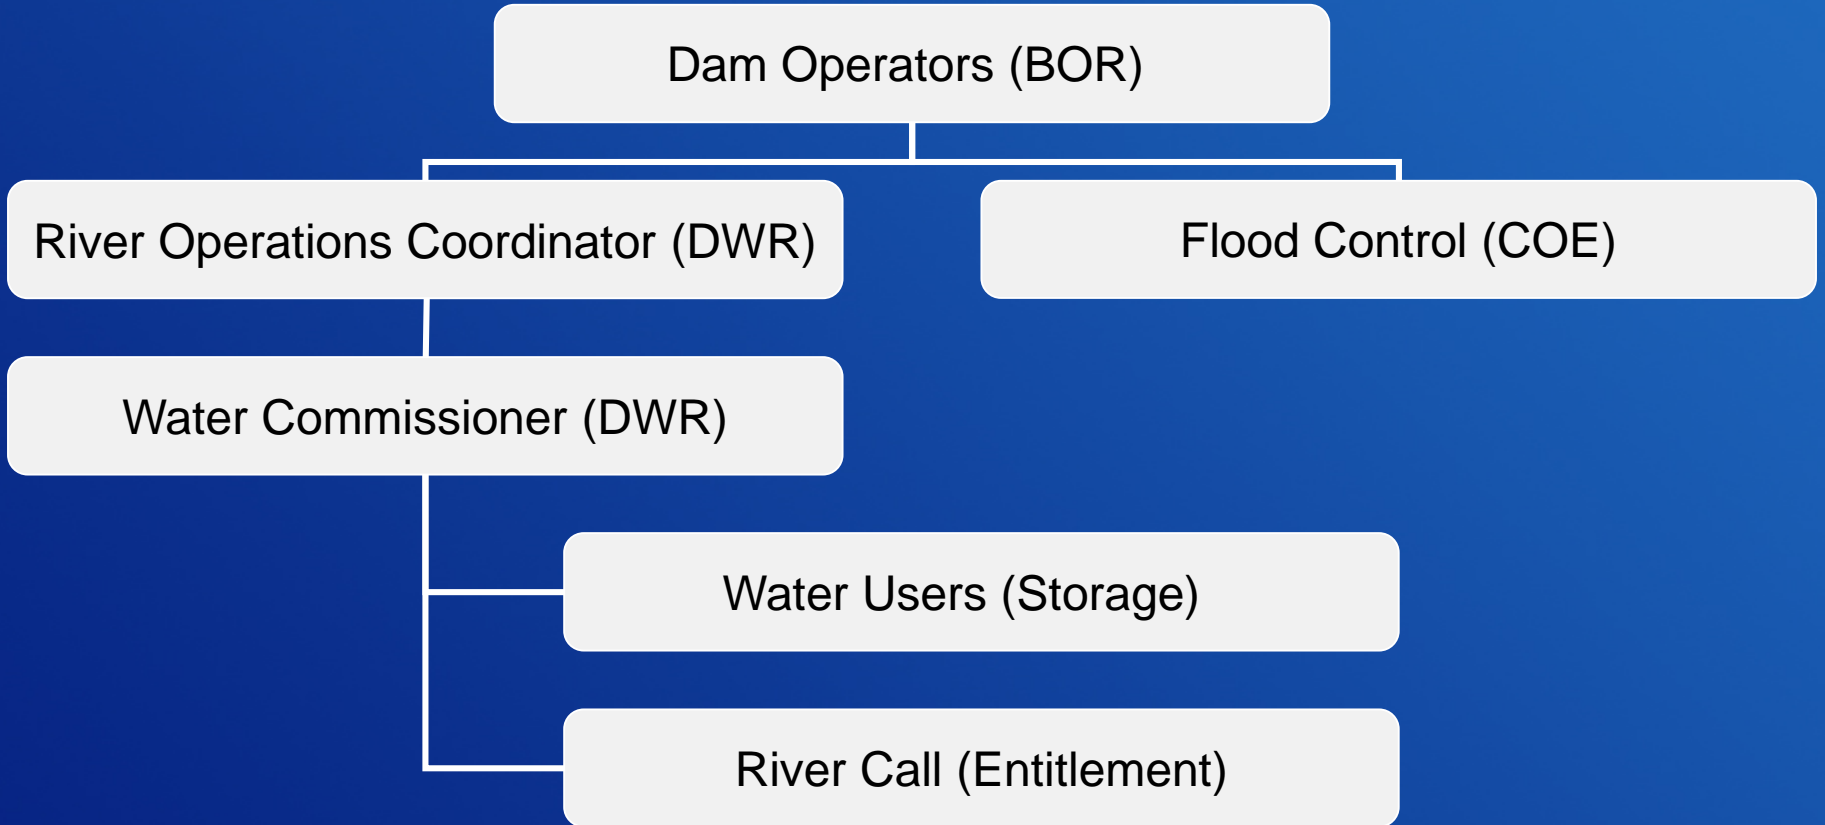 Dam Operators (BOR)
River Operations Coordinator (DWR)
Flood Control (COE)
Water Commissioner (DWR)
Water Users (Storage)
River Call (Entitlement)